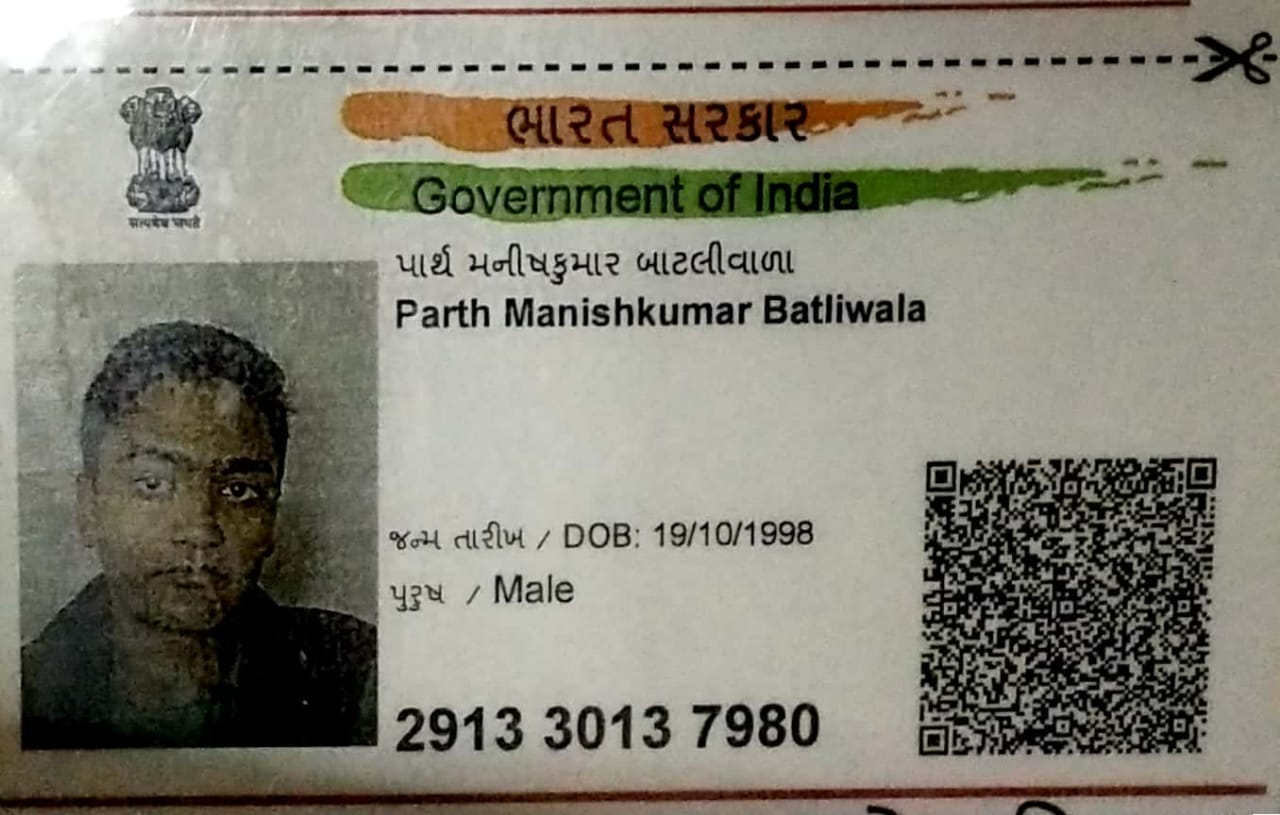 ભારત સરકાર
Government of India
सत्यमेव जयते
પાર્થ મનીષકુમાર બાટલીવાળા
Parth Manishkumar Batliwala
જન્મ તારીખ / DOB: 19/10/1998
પુરુષ / Male
2913 3013 7980